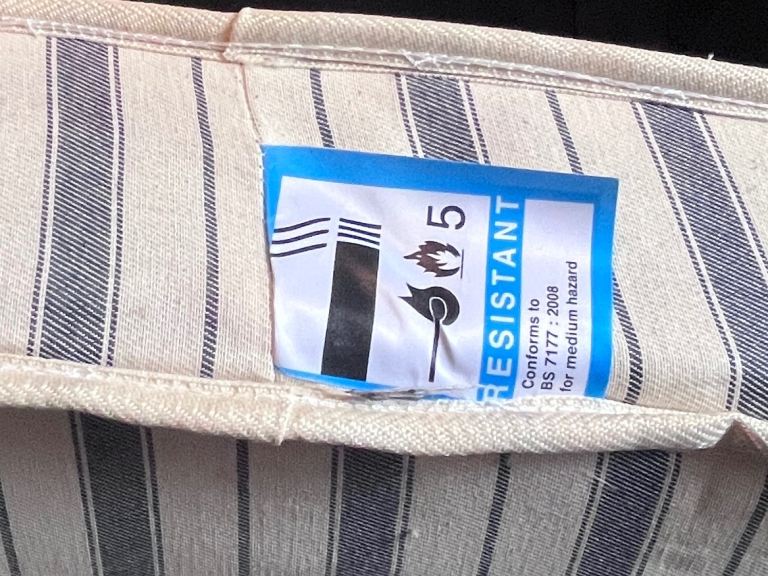 5
RESISTANT
Conforms to
BS 7177 : 2008
for medium hazard